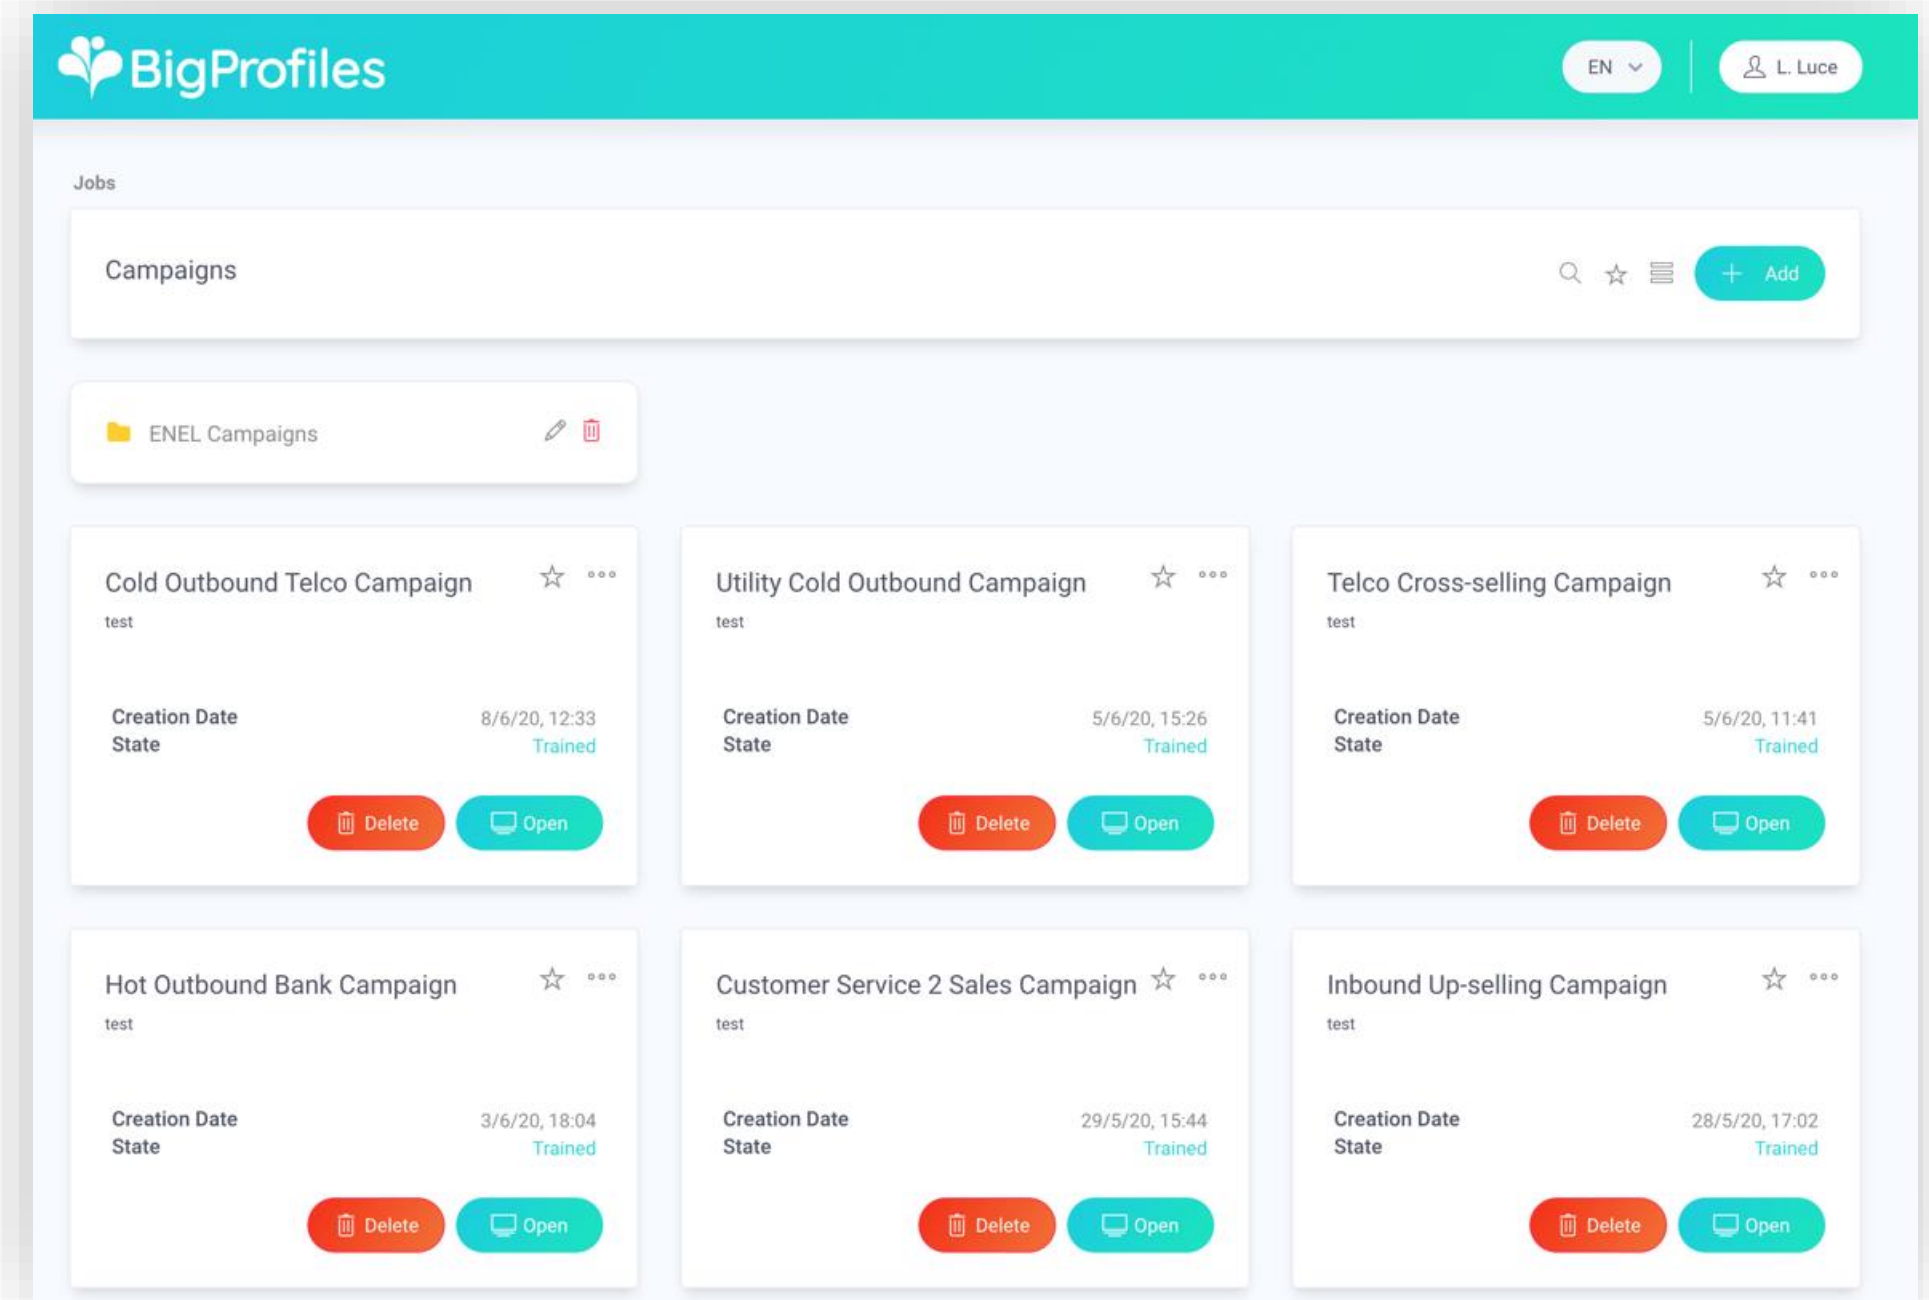 BigProfiles
EN
L. Luce
Jobs
Campaigns
Add
ENEL Campaigns
Cold Outbound Telco Campaign
test
Creation Date 8/6/20, 12:33
State Trained
Delete Open
Utility Cold Outbound Campaign
test
Creation Date 5/6/20, 15:26
State Trained
Delete Open
Telco Cross-selling Campaign
test
Creation Date 5/6/20, 11:41
State Trained
Delete Open
Hot Outbound Bank Campaign
test
Creation Date 3/6/20, 18:04
State Trained
Delete Open
Customer Service 2 Sales Campaign
test
Creation Date 29/5/20, 15:44
State Trained
Delete Open
Inbound Up-selling Campaign
test
Creation Date 28/5/20, 17:02
State Trained
Delete Open